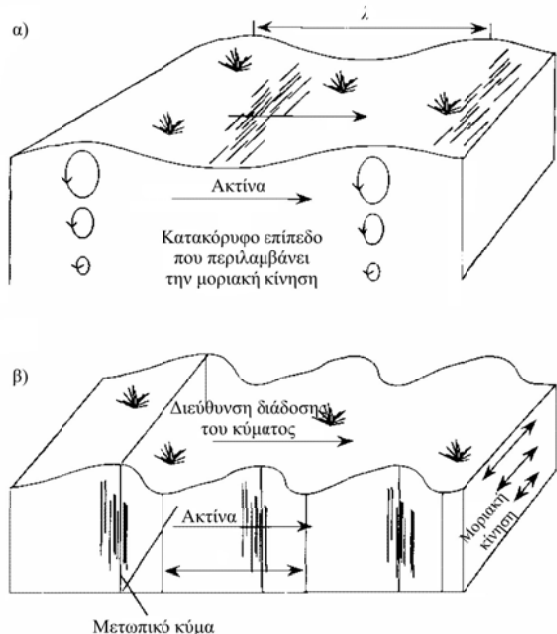 α)
λ
Ακτίνα
Κατακόρυφο επίπεδο
που περιλαμβάνει
την μοριακή κίνηση
β)
Διεύθυνση διάδοσης
του κύματος
Ακτίνα
Μοριακή
κίνηση
Μετωπικό κύμα